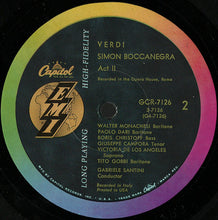 VERDI
SIMON BOCCANEGRA
Act II
Recorded in the Opera House, Rome
Capitol
EMI
LONG PLAYING
HIGH-FIDELITY
GCR-7126
3-7126
(GA-7126)
2
WALTER MONACHESI Baritone
PAOLO DARI Baritone
BORIS CHRISTOFF Bass
GIUSEPPE CAMPORA Tenor
VICTORIA DE LOS ANGELES
Soprano
TITO GOBBI Baritone
GABRIELE SANTINI
Conductor
Recorded in Italy
Printed in USA